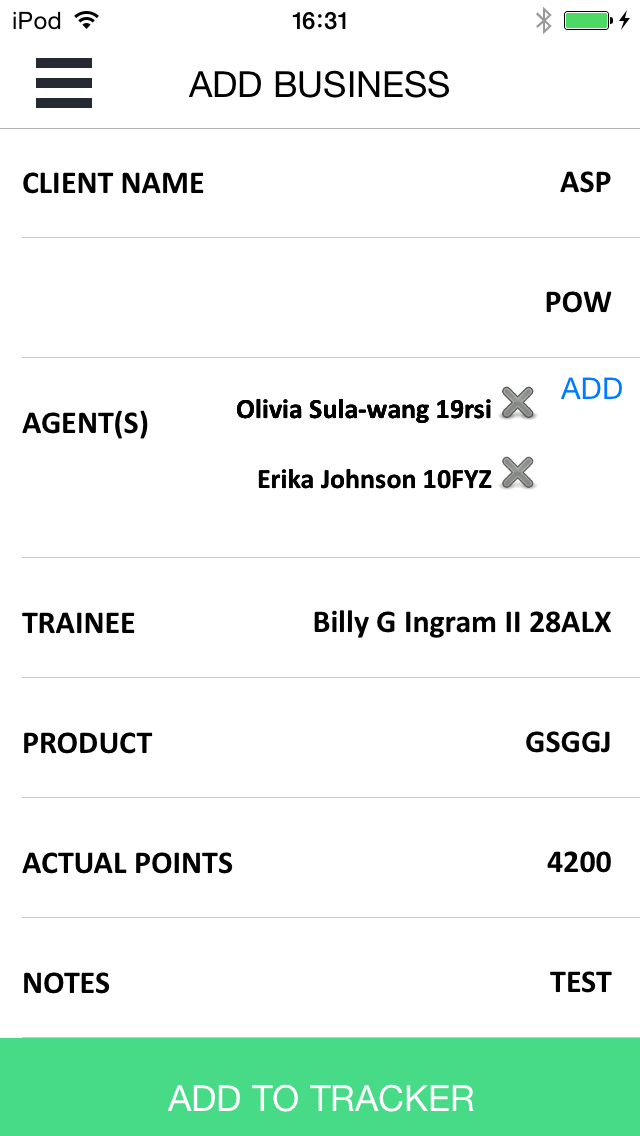 iPod 16:31
ADD BUSINESS
CLIENT NAME ASP
POW
ADD
AGENT(S) Olivia Sula-wang 19rsi
Erika Johnson 10FYZ
TRAINEE Billy G Ingram II 28ALX
PRODUCT GSGGJ
ACTUAL POINTS 4200
NOTES TEST
ADD TO TRACKER